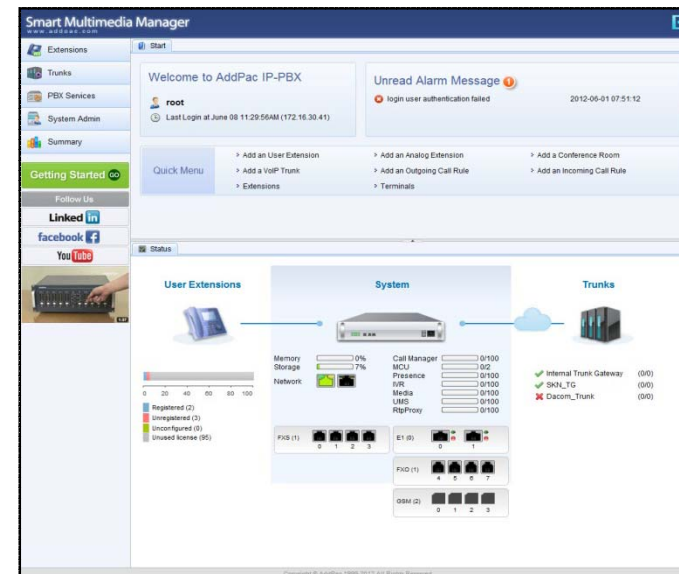 Smart Multimedia Manager
www.addpac.com
Extensions
Trunks
PBX Services
System Admin
Summary
Getting Started GO
Follow Us
Linked in
facebook f
You Tube
Start
Welcome to AddPac IP-PBX
root
Last Login at June 08 11:29:56AM (172.16.30.41)
Unread Alarm Message 1
login user authentication failed 2012-06-01 07:51:12
Quick Menu
> Add an User Extension > Add an Analog Extension > Add a Conference Room
> Add a VoIP Trunk > Add an Outgoing Call Rule > Add an Incoming Call Rule
> Extensions > Terminals
Status
User Extensions System Trunks
0 20 40 60 80 100
Registered (2)
Unregistered (3)
Unconfigured (0)
Unused license (95)
Memory 0%
Storage 7%
Network
Call Manager 0/100
MCU 0/2
Presence 0/100
IVR 0/100
Media 0/100
UMS 0/100
RtpProxy 0/100
FXS (1) 0 1 2 3
E1 (0) 0 1
FXO (1) 4 5 6 7
GSM (2) 0 1 2 3
Internal Trunk Gateway (0/0)
SKN_TG (0/0)
Dacom_Trunk (0/0)